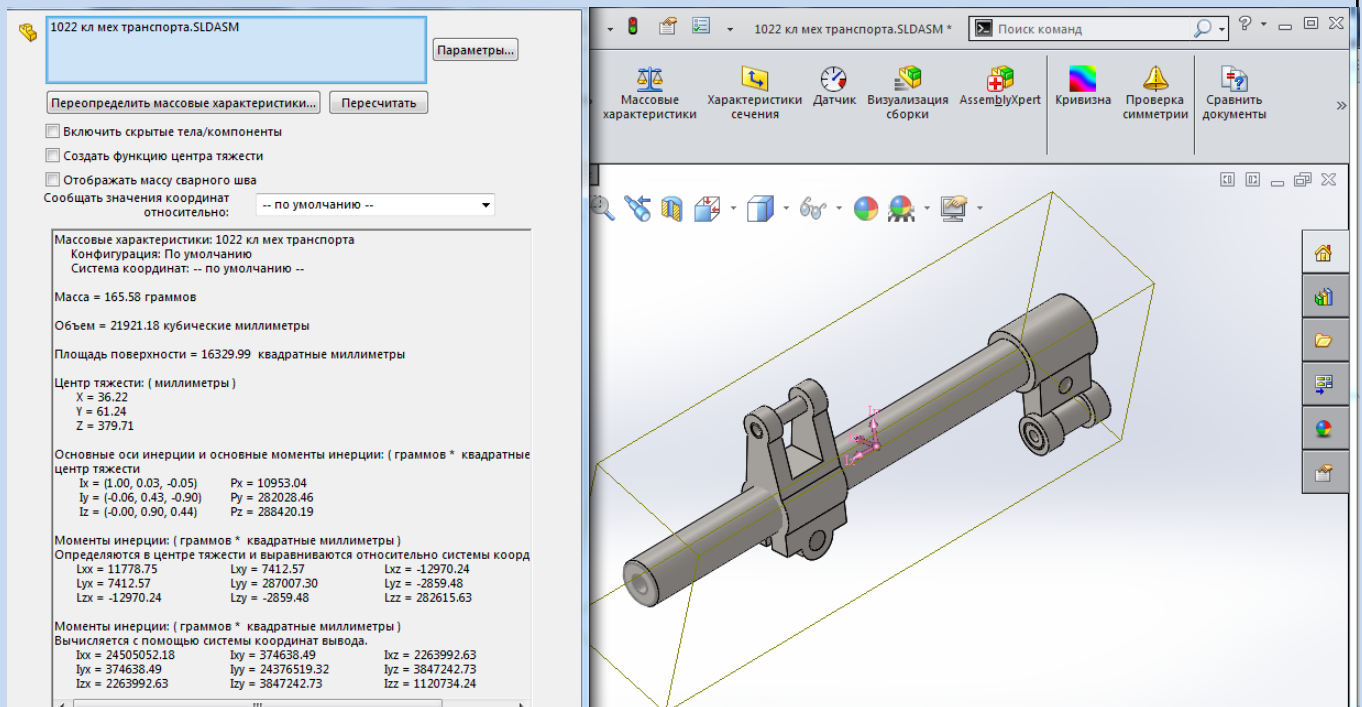 1022 кл мех транспорта.SLDASM
Параметры...
Переопределить массовые характеристики...
Пересчитать
Включить скрытые тела/компоненты
Создать функцию центра тяжести
Отображать массу сварного шва
Сообщать значения координат
относительно:
-- по умолчанию --
Массовые характеристики: 1022 кл мех транспорта
Конфигурация: По умолчанию
Система координат: -- по умолчанию --
Масса = 165.58 граммов
Объем = 21921.18 кубические миллиметры
Площадь поверхности = 16329.99 квадратные миллиметры
Центр тяжести: ( миллиметры )
X = 36.22
Y = 61.24
Z = 379.71
Основные оси инерции и основные моменты инерции: ( граммов * квадратные
центр тяжести
Ix = (1.00, 0.03, -0.05) Px = 10953.04
Iy = (-0.06, 0.43, -0.90) Py = 282028.46
Iz = (-0.00, 0.90, 0.44) Pz = 288420.19
Моменты инерции: ( граммов * квадратные миллиметры )
Определяются в центре тяжести и выравниваются относительно системы коорд
Lxx = 11778.75 Lxy = 7412.57 Lxz = -12970.24
Lyx = 7412.57 Lyy = 287007.30 Lyz = -2859.48
Lzx = -12970.24 Lzy = -2859.48 Lzz = 282615.63
Моменты инерции: ( граммов * квадратные миллиметры )
Вычисляется с помощью системы координат вывода.
Ixx = 24505052.18 Ixy = 374638.49 Ixz = 2263992.63
Iyx = 374638.49 Iyy = 24376519.32 Iyz = 3847242.73
Izx = 2263992.63 Izy = 3847242.73 Izz = 1120734.24
1022 кл мех транспорта.SLDASM *
Поиск команд
Массовые
характеристики
Характеристики
сечения
Датчик
Визуализация
сборки
AssemblyXpert
Кривизна
Проверка
симметрии
Сравнить
документы